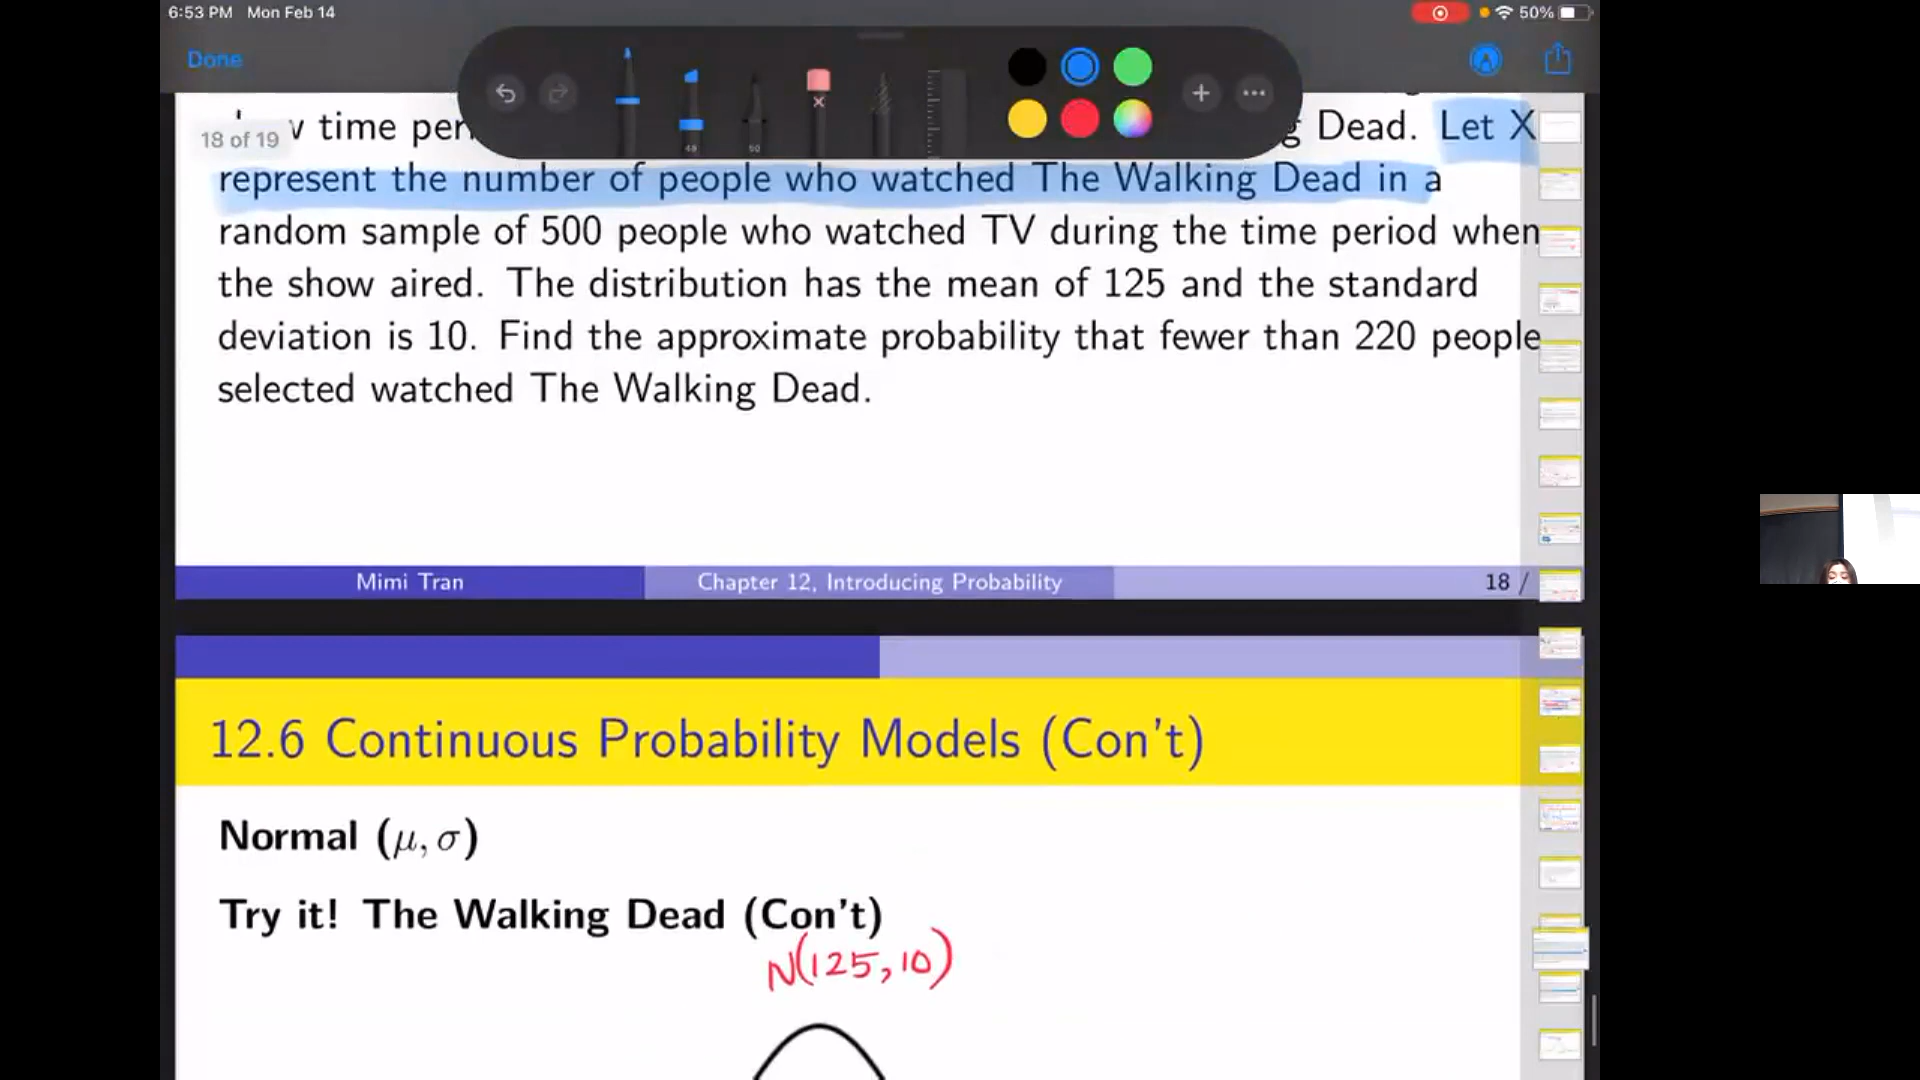 6:53 PM Mon Feb 14
50%
Done
18 of 19
time per
Dead. Let X
represent the number of people who watched The Walking Dead in a
random sample of 500 people who watched TV during the time period when
the show aired. The distribution has the mean of 125 and the standard
deviation is 10. Find the approximate probability that fewer than 220 people
selected watched The Walking Dead.
Mimi Tran
Chapter 12, Introducing Probability
18 /
12.6 Continuous Probability Models (Con't)
Normal (μ, σ)
Try it! The Walking Dead (Con't)
N(125,10)